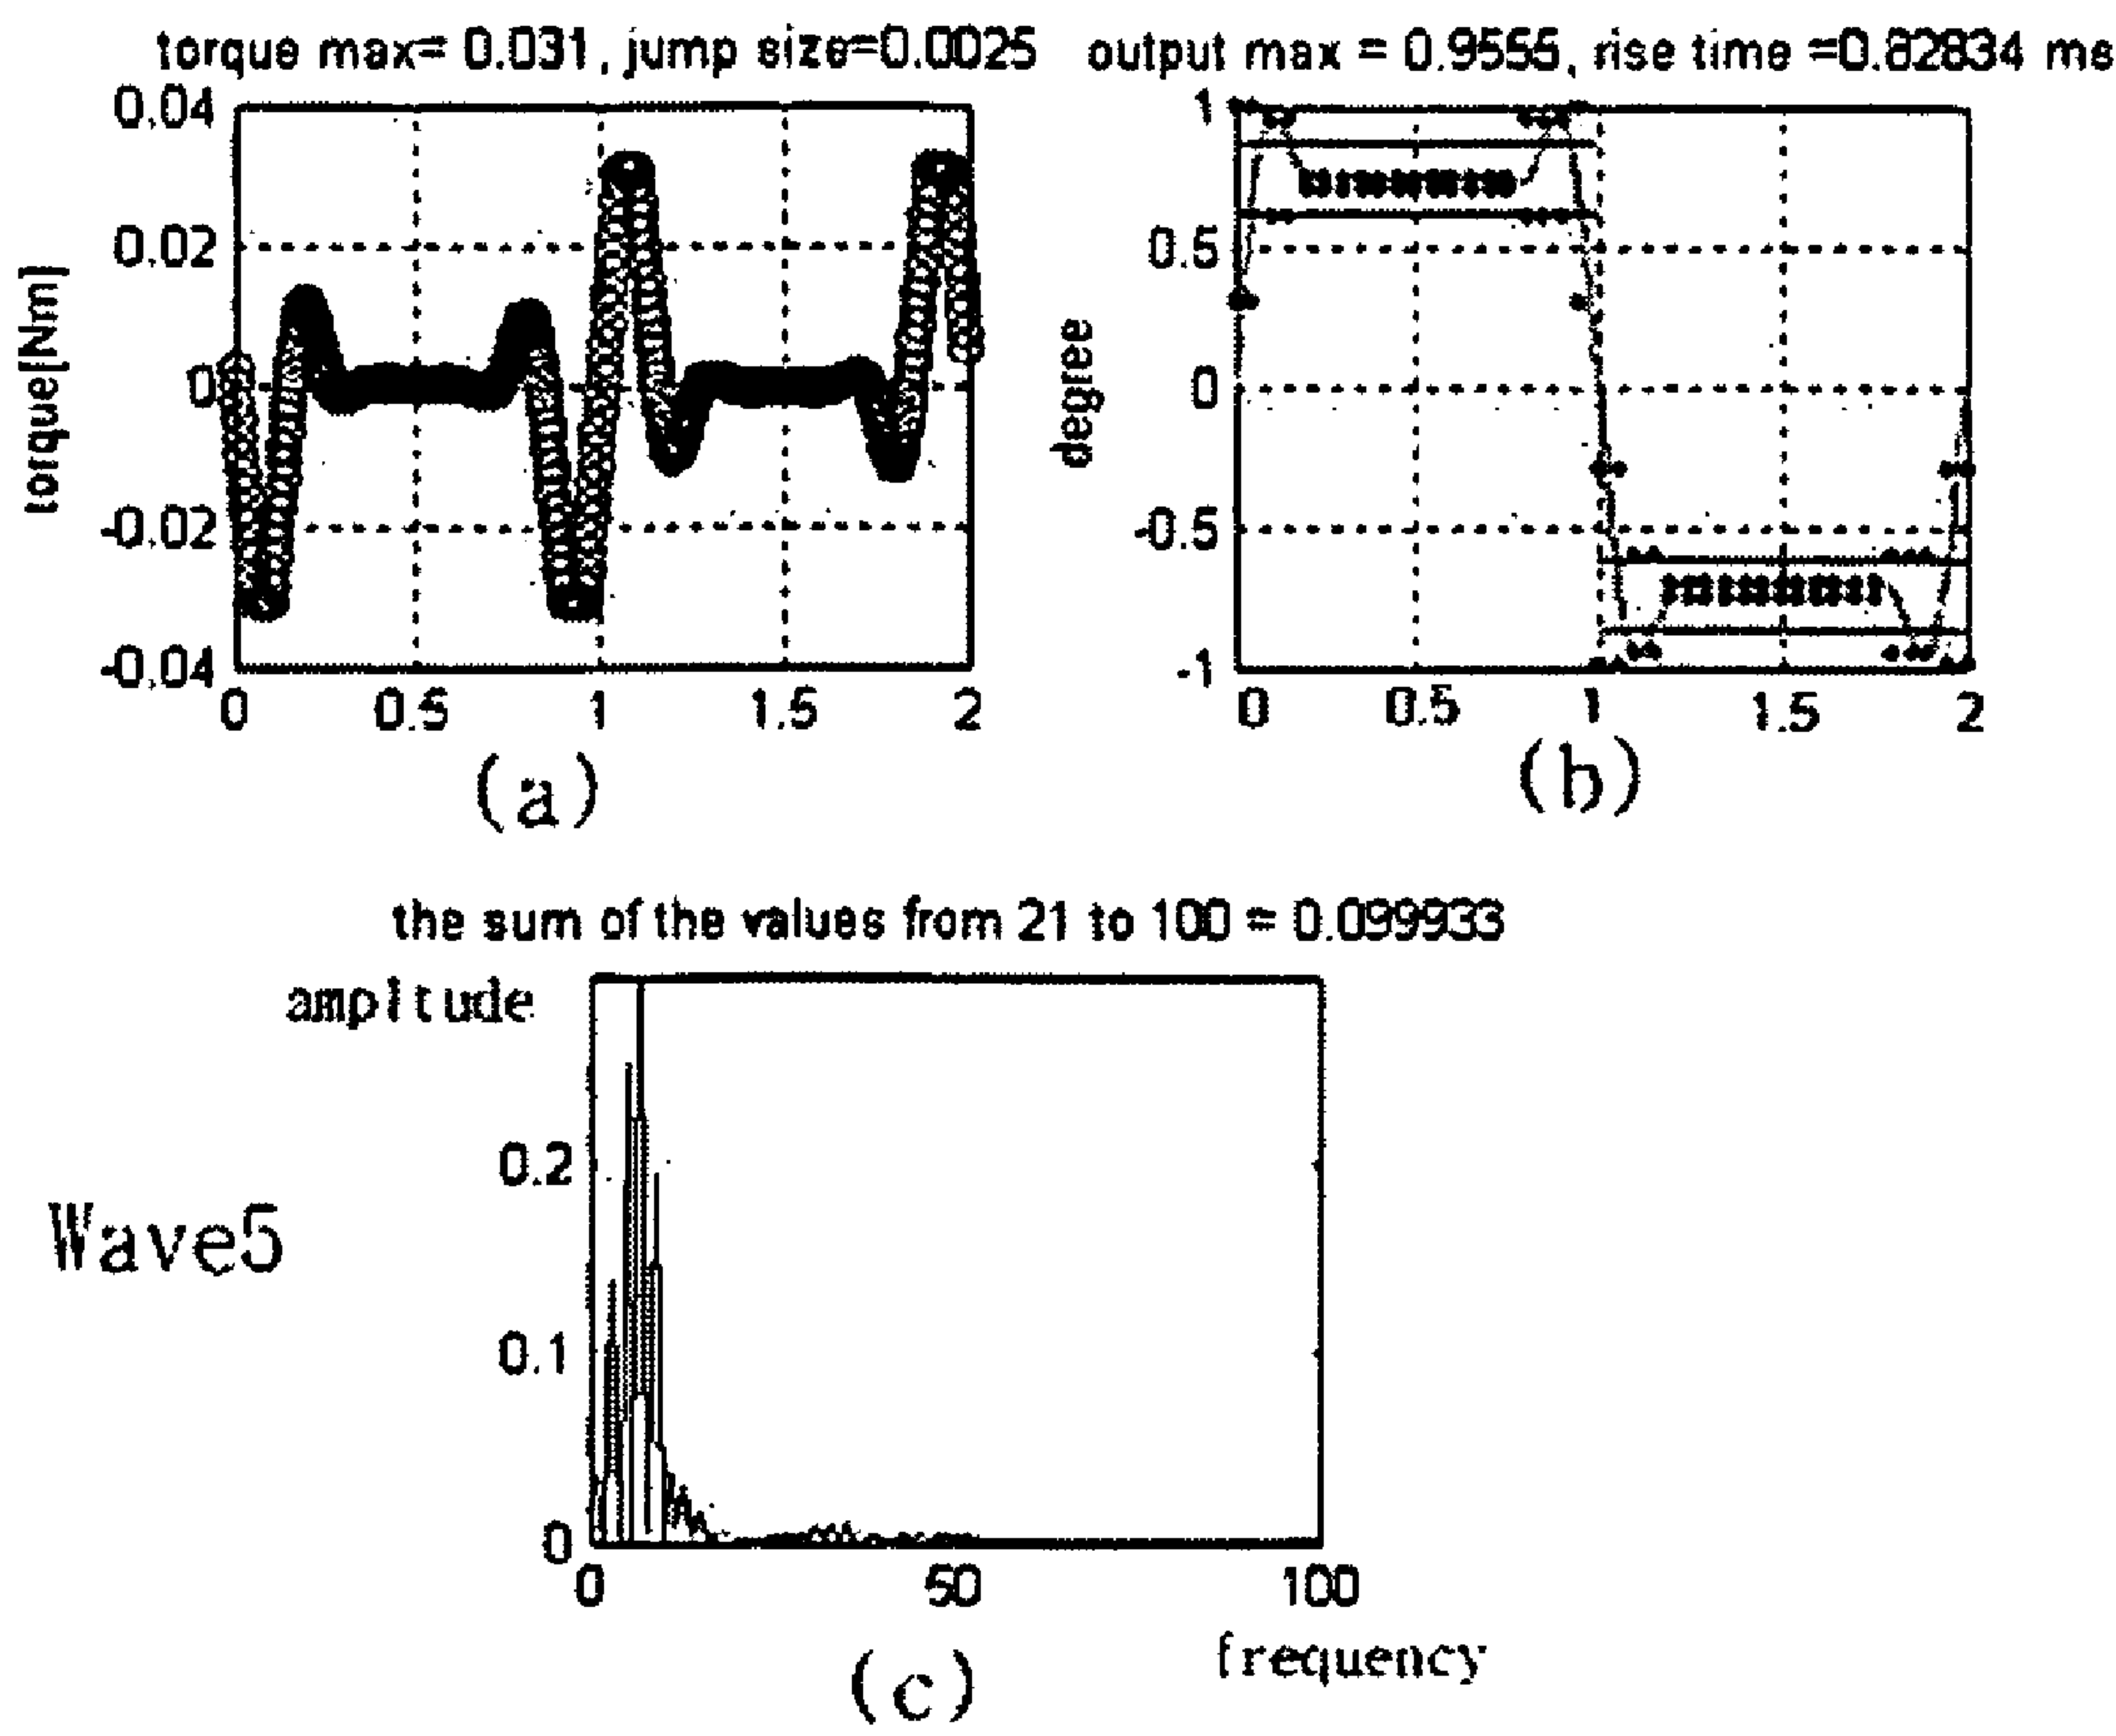 torque max= 0.031, jump size=0.0025
output max = 0.9555, rise time =0.82834 ms
torque[Nm]
0.04
0.02
0
-0.02
-0.04
0 0.5 1 1.5 2
(a)
degree
1
0.5
0
-0.5
-1
0 0.5 1 1.5 2
(b)
the sum of the values from 21 to 100 = 0.099933
ampltude
0.2
0.1
0
Wave5
0 50 100
frequency
(c)